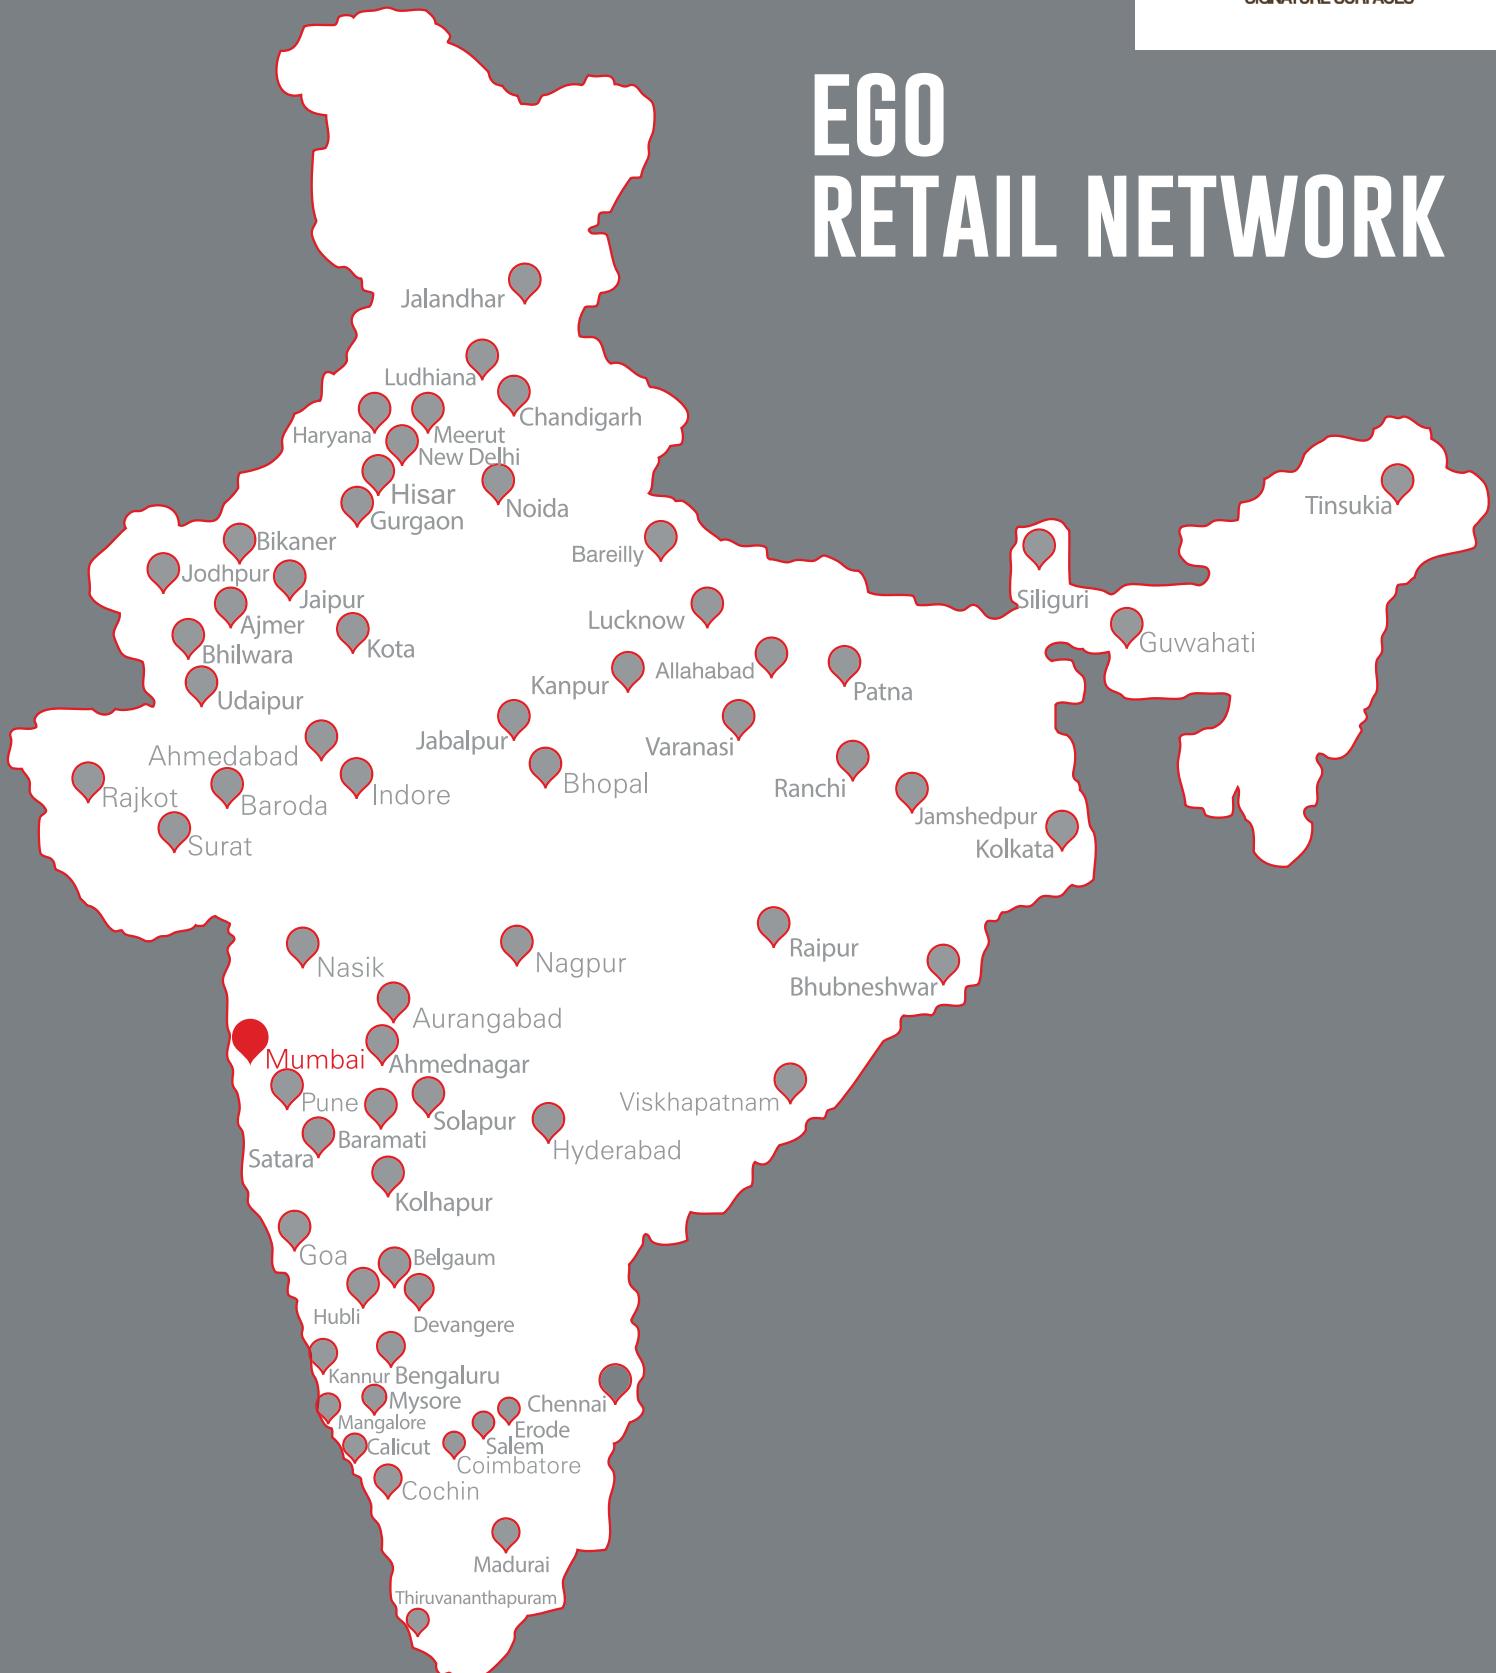 SIGNATURE SURFACES
EGO
RETAIL NETWORK
Jalandhar
Ludhiana
Chandigarh
Haryana
Meerut
New Delhi
Hisar
Noida
Gurgaon
Tinsukia
Bikaner
Bareilly
Jodhpur
Jaipur
Siliguri
Ajmer
Lucknow
Guwahati
Kota
Bhilwara
Allahabad
Kanpur
Patna
Udaipur
Jabalpur
Varanasi
Ahmedabad
Bhopal
Ranchi
Rajkot
Baroda
Indore
Jamshedpur
Surat
Kolkata
Raipur
Nasik
Nagpur
Bhubneshwar
Aurangabad
Mumbai
Ahmednagar
Pune
Viskhapatnam
Solapur
Baramati
Hyderabad
Satara
Kolhapur
Goa
Belgaum
Hubli
Devangere
Kannur
Bengaluru
Mysore
Chennai
Mangalore
Erode
Calicut
Salem
Coimbatore
Cochin
Madurai
Thiruvananthapuram